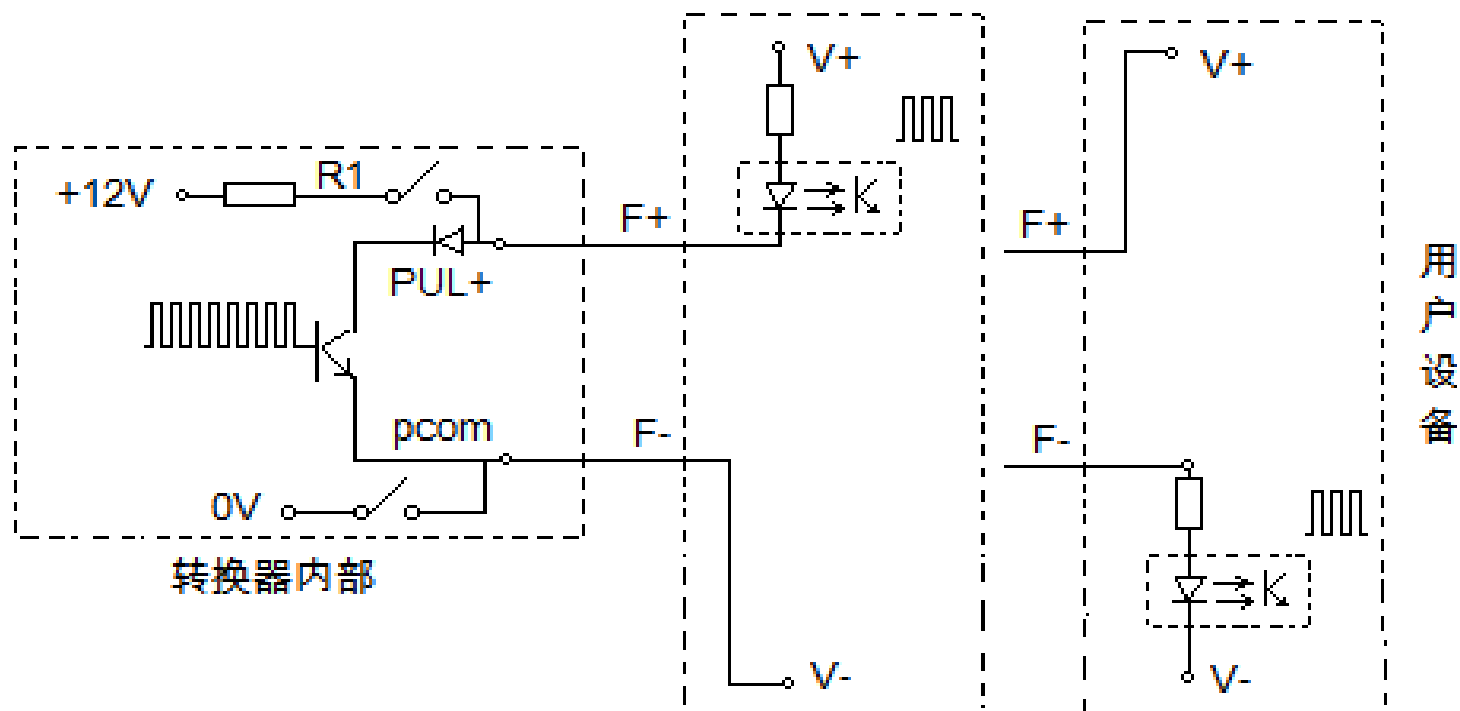 V+
V+
+12V
R1
F+
F+
PUL+
pcom
F-
F-
0V
转换器内部
V-
V-
用户设备